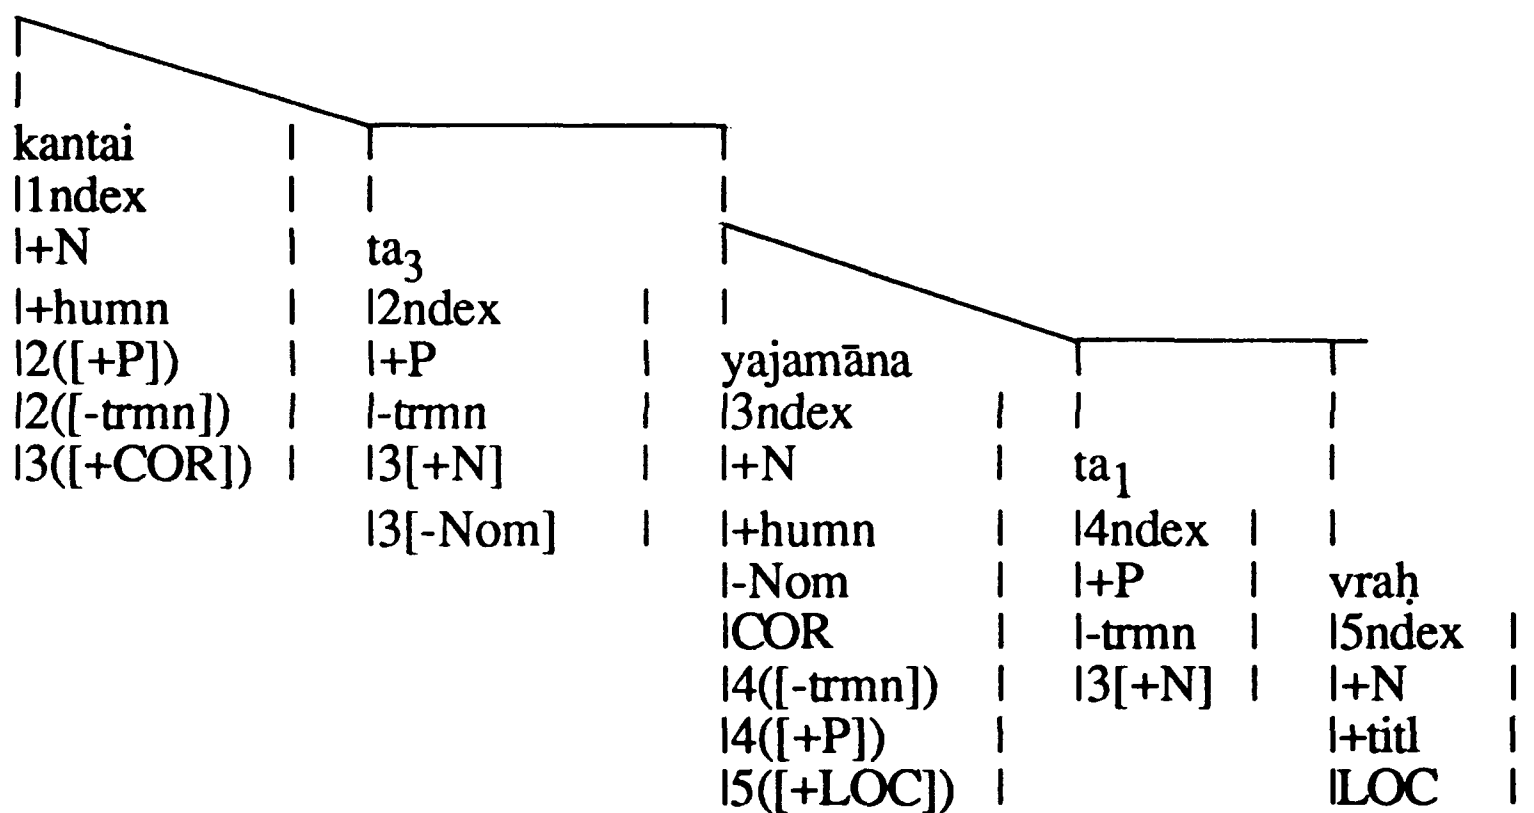 kantai
|1ndex
|+N
|+humn
|2([+P])
|2([-trmn])
|3([+COR])
ta₃
|2ndex
|+P
|-trmn
|3[+N]
|3[-Nom]
yajamāna
|3ndex
|+N
|+humn
|-Nom
|COR
|4([-trmn])
|4([+P])
|5([+LOC])
ta₁
|4ndex
|+P
|-trmn
|3[+N]
vraḥ
|5ndex
|+N
|+titl
|LOC